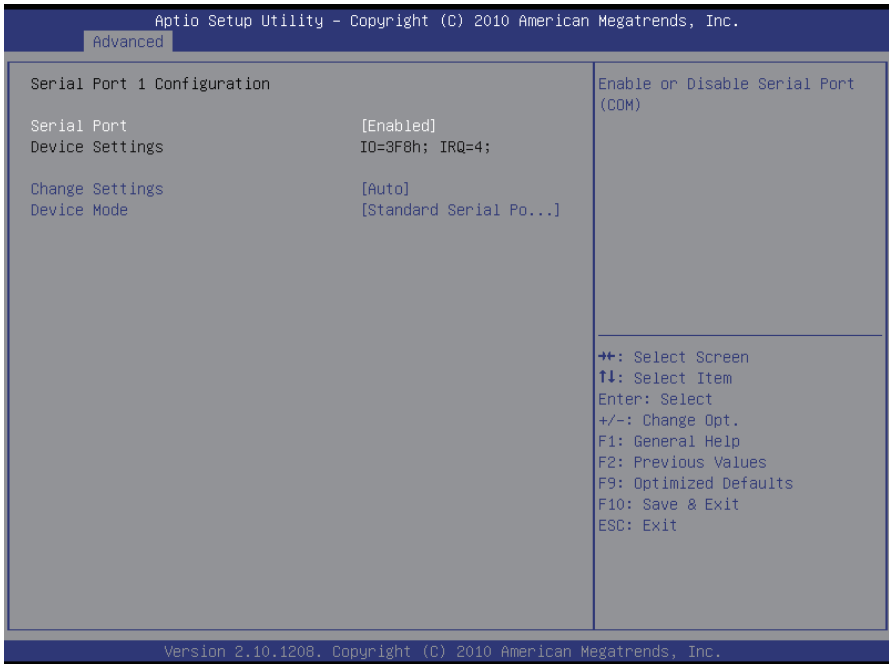 Aptio Setup Utility – Copyright (C) 2010 American Megatrends, Inc.
Advanced
Serial Port 1 Configuration
Serial Port [Enabled]
Device Settings IO=3F8h; IRQ=4;
Change Settings [Auto]
Device Mode [Standard Serial Po...]
Enable or Disable Serial Port
(COM)
→←: Select Screen
↑↓: Select Item
Enter: Select
+/-: Change Opt.
F1: General Help
F2: Previous Values
F9: Optimized Defaults
F10: Save & Exit
ESC: Exit
Version 2.10.1208. Copyright (C) 2010 American Megatrends, Inc.